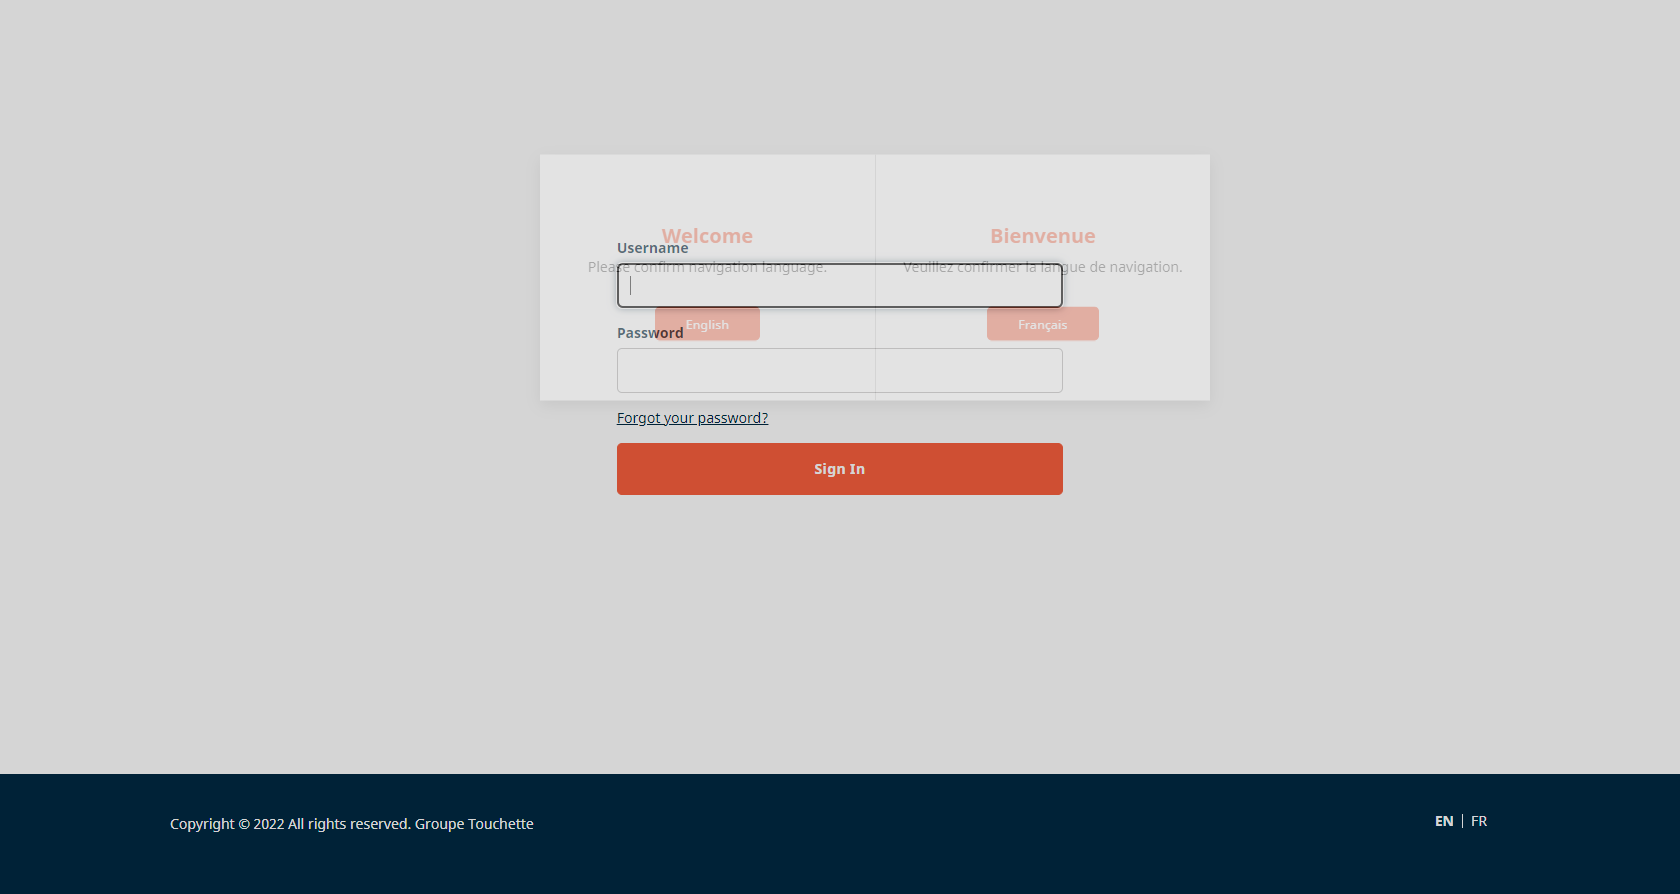 Welcome
Bienvenue
Username
Please confirm navigation language.
Veuillez confirmer la langue de navigation.
English
Français
Password
Forgot your password?
Sign In
Copyright © 2022 All rights reserved. Groupe Touchette
EN | FR